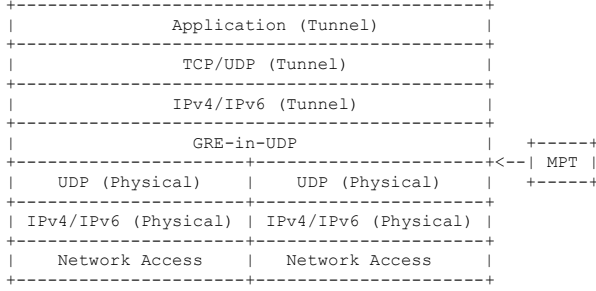 +---------------------------------------------+
|             Application (Tunnel)            |
+---------------------------------------------+
|              TCP/UDP (Tunnel)               |
+---------------------------------------------+
|             IPv4/IPv6 (Tunnel)              |
+---------------------------------------------+
|               GRE-in-UDP                    |   +-----+
+----------------------+----------------------+<--| MPT |
|    UDP (Physical)    |    UDP (Physical)    |   +-----+
+----------------------+----------------------+
| IPv4/IPv6 (Physical) | IPv4/IPv6 (Physical) |
+----------------------+----------------------+
|    Network Access    |    Network Access    |
+----------------------+----------------------+